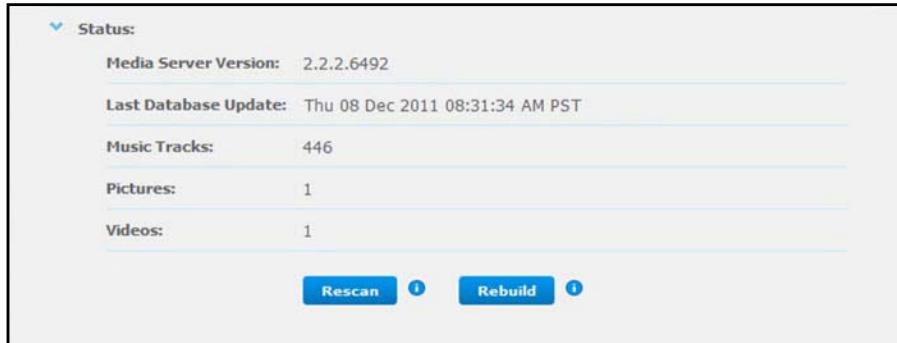 Status:
Media Server Version: 2.2.2.6492
Last Database Update: Thu 08 Dec 2011 08:31:34 AM PST
Music Tracks: 446
Pictures: 1
Videos: 1
Rescan i Rebuild i